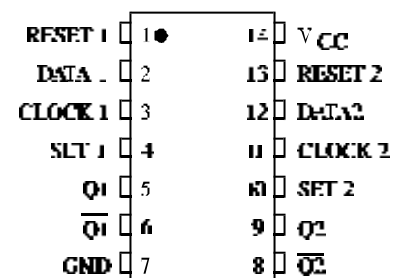 RESET 1 1 14 VCC
DATA 1 2 13 RESET 2
CLOCK 1 3 12 DATA2
SET 1 4 11 CLOCK 2
Q1 5 10 SET 2
Q1 6 9 Q2
GND 7 8 Q2